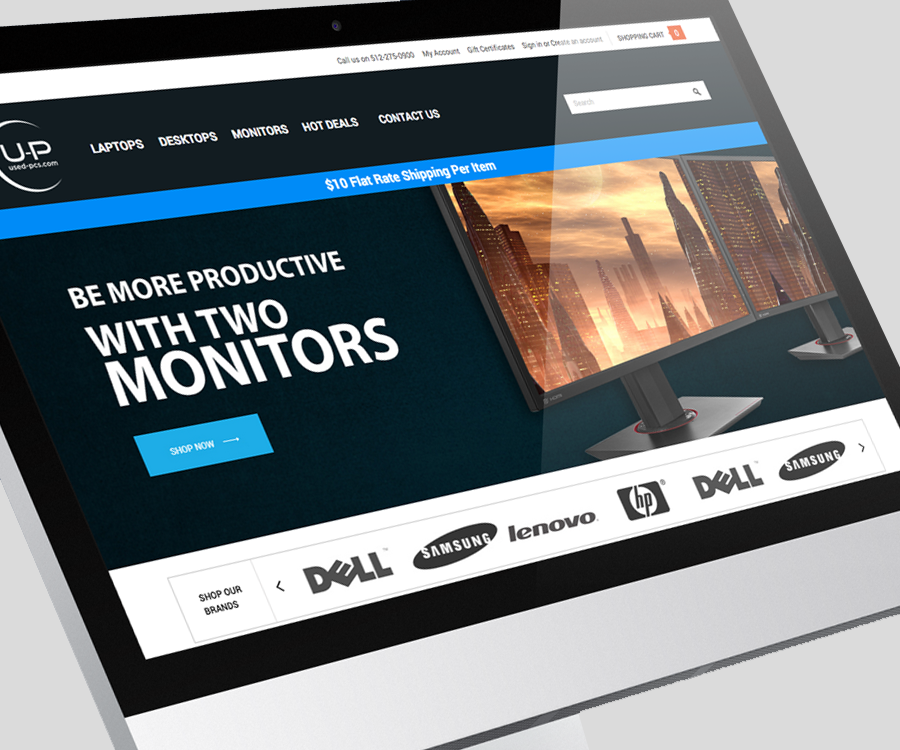 Call us on 512-275-0900 My Account Gift Certificates Sign in or Create an account SHOPPING CART 0
U-P
used-pcs.com
LAPTOPS DESKTOPS MONITORS HOT DEALS CONTACT US
Search
$10 Flat Rate Shipping Per Item
BE MORE PRODUCTIVE
WITH TWO
MONITORS
SHOP NOW
SHOP OUR
BRANDS
DELL SAMSUNG lenovo hp DELL SAMSUNG